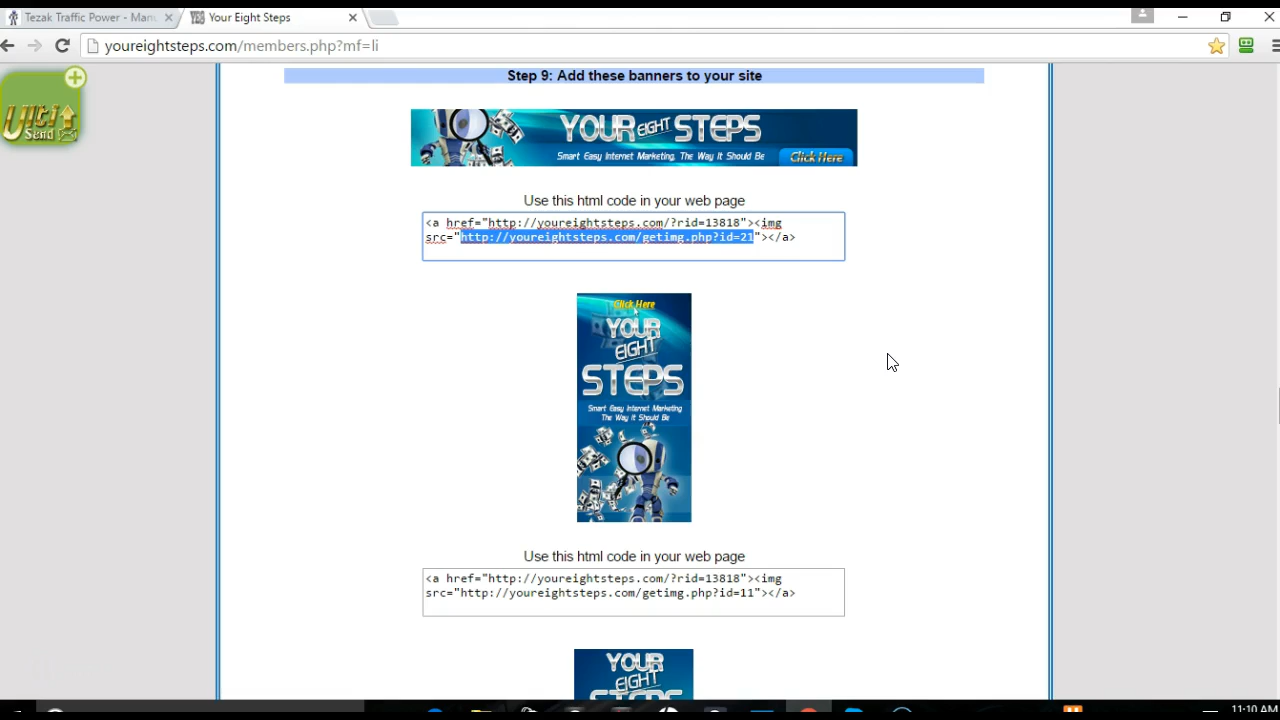 Tezak Traffic Power - Man
Your Eight Steps
youreightsteps.com/members.php?mf=li
Step 9: Add these banners to your site
Send
YOUR EIGHT STEPS
Smart Easy Internet Marketing, The Way It Should Be
Click Here
Use this html code in your web page
<a href="http://youreightsteps.com/?rid=13818"><img
src="http://youreightsteps.com/getimg.php?id=21"></a>
Click Here
YOUR
EIGHT
STEPS
Smart Easy Internet Marketing
The Way It Should Be
Use this html code in your web page
<a href="http://youreightsteps.com/?rid=13818"><img
src="http://youreightsteps.com/getimg.php?id=11"></a>
YOUR
11:10 AM